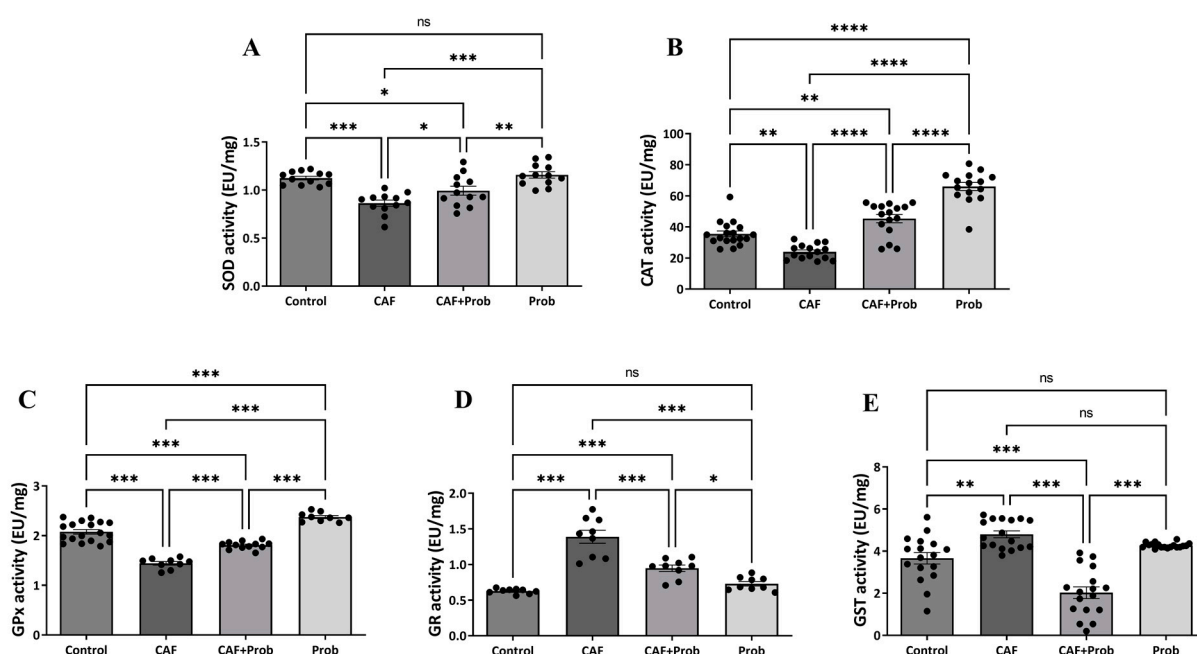 A
ns
***
*
***
*
**
SOD activity (EU/mg)
1.5
1.0
0.5
0.0
Control
CAF
CAF+Prob
Prob
B
****
****
**
**
****
****
CAT activity (EU/mg)
100
80
60
40
20
0
Control
CAF
CAF+Prob
Prob
C
***
***
***
***
***
***
GPx activity (EU/mg)
3
2
1
0
Control
CAF
CAF+Prob
Prob
D
ns
***
***
***
***
*
GR activity (EU/mg)
2.0
1.5
1.0
0.5
0.0
Control
CAF
CAF+Prob
Prob
E
ns
ns
***
**
***
***
GST activity (EU/mg)
8
6
4
2
0
Control
CAF
CAF+Prob
Prob